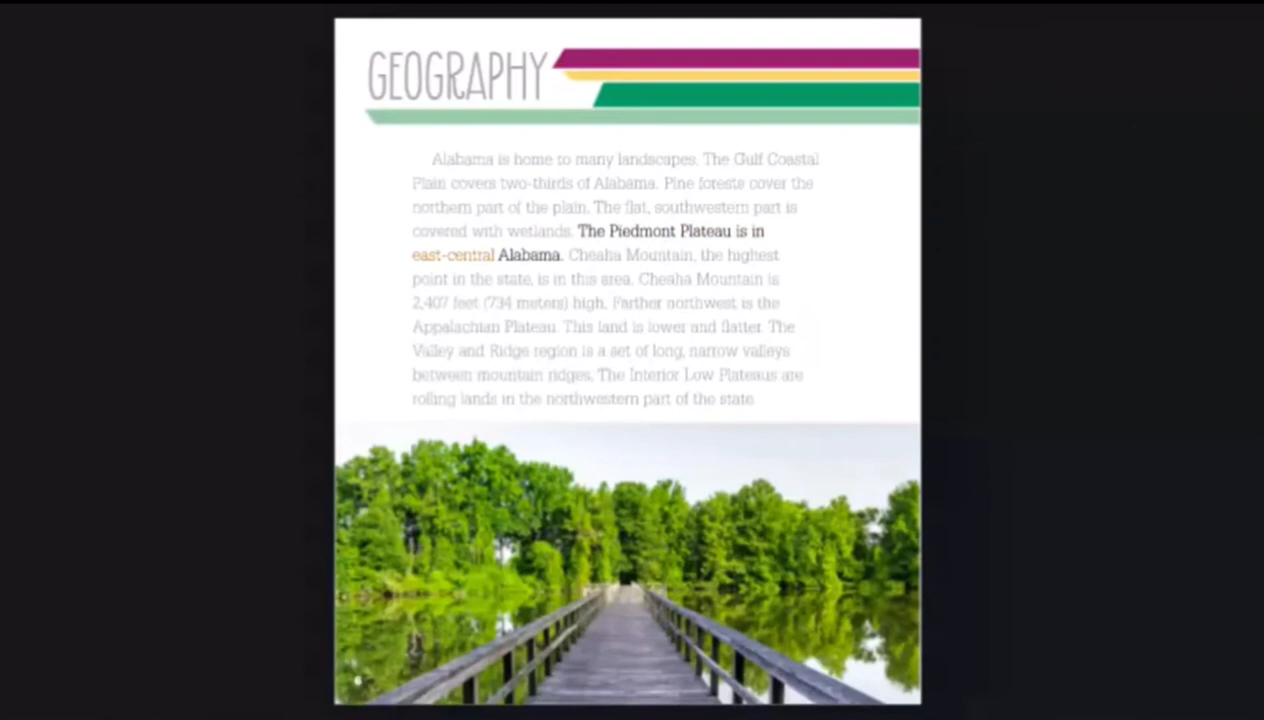 GEOGRAPHY
Alabama is home to many landscapes. The Gulf Coastal
Plain covers two-thirds of Alabama. Pine forests cover the
northern part of the plain. The flat, southwestern part is
covered with wetlands. The Piedmont Plateau is in
east-central Alabama. Cheaha Mountain, the highest
point in the state, is in this area. Cheaha Mountain is
2,407 feet (734 meters) high. Farther northwest is the
Appalachian Plateau. This land is lower and flatter. The
Valley and Ridge region is a set of long, narrow valleys
between mountain ridges. The Interior Low Plateaus are
rolling lands in the northwestern part of the state.
6